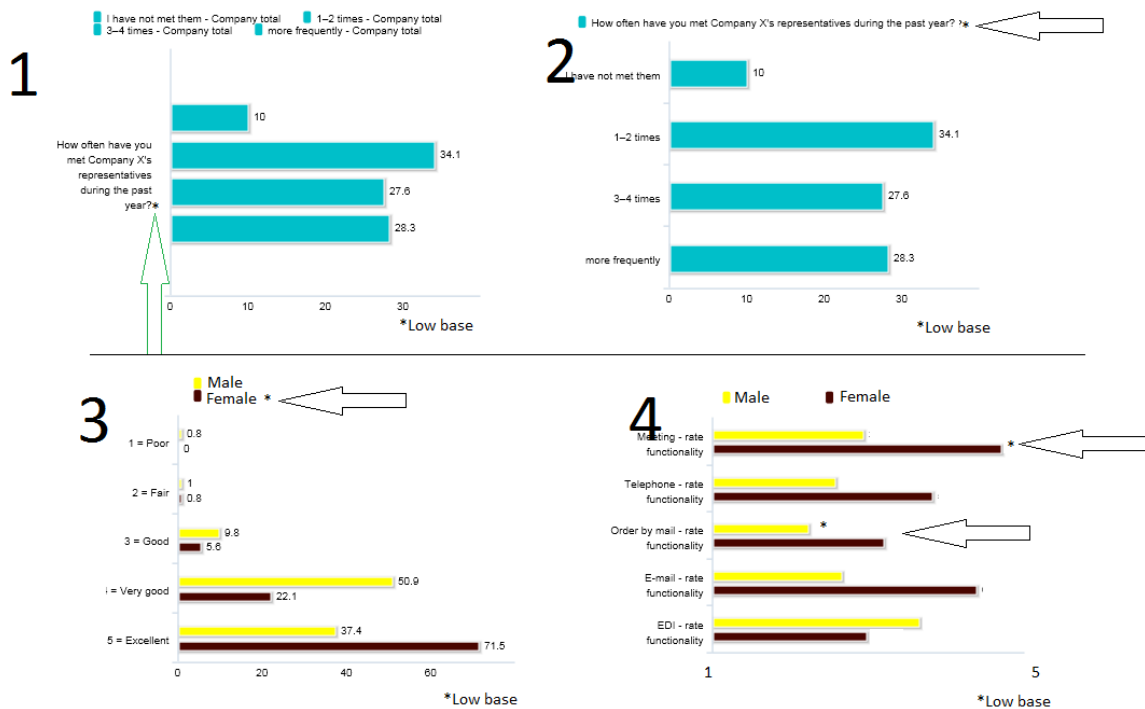 I have not met them - Company total 1–2 times - Company total
3–4 times - Company total more frequently - Company total
1
10
34.1
27.6
28.3
How often have you
met Company X's
representatives
during the past
year?*
0 10 20 30
*Low base
How often have you met Company X's representatives during the past year? *
2
I have not met them
10
1–2 times
34.1
3–4 times
27.6
more frequently
28.3
0 10 20 30
*Low base
Male
Female *
3
1 = Poor
0.8
0
2 = Fair
1
0.8
3 = Good
9.8
5.6
= Very good
50.9
22.1
5 = Excellent
37.4
71.5
0 20 40 60
*Low base
Male Female
4
Meeting - rate
functionality
*
Telephone - rate
functionality
Order by mail - rate
functionality
*
E-mail - rate
functionality
EDI - rate
functionality
1 5
*Low base